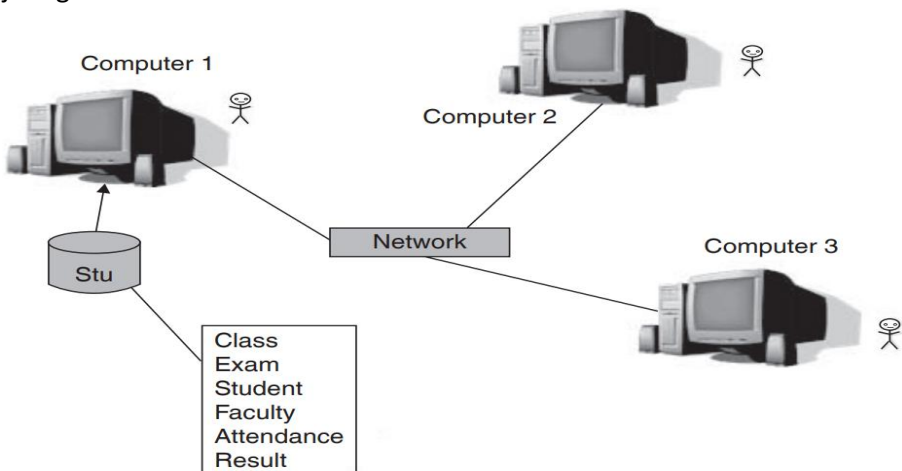 Computer 1
Computer 2
Network
Computer 3
Stu
Class
Exam
Student
Faculty
Attendance
Result